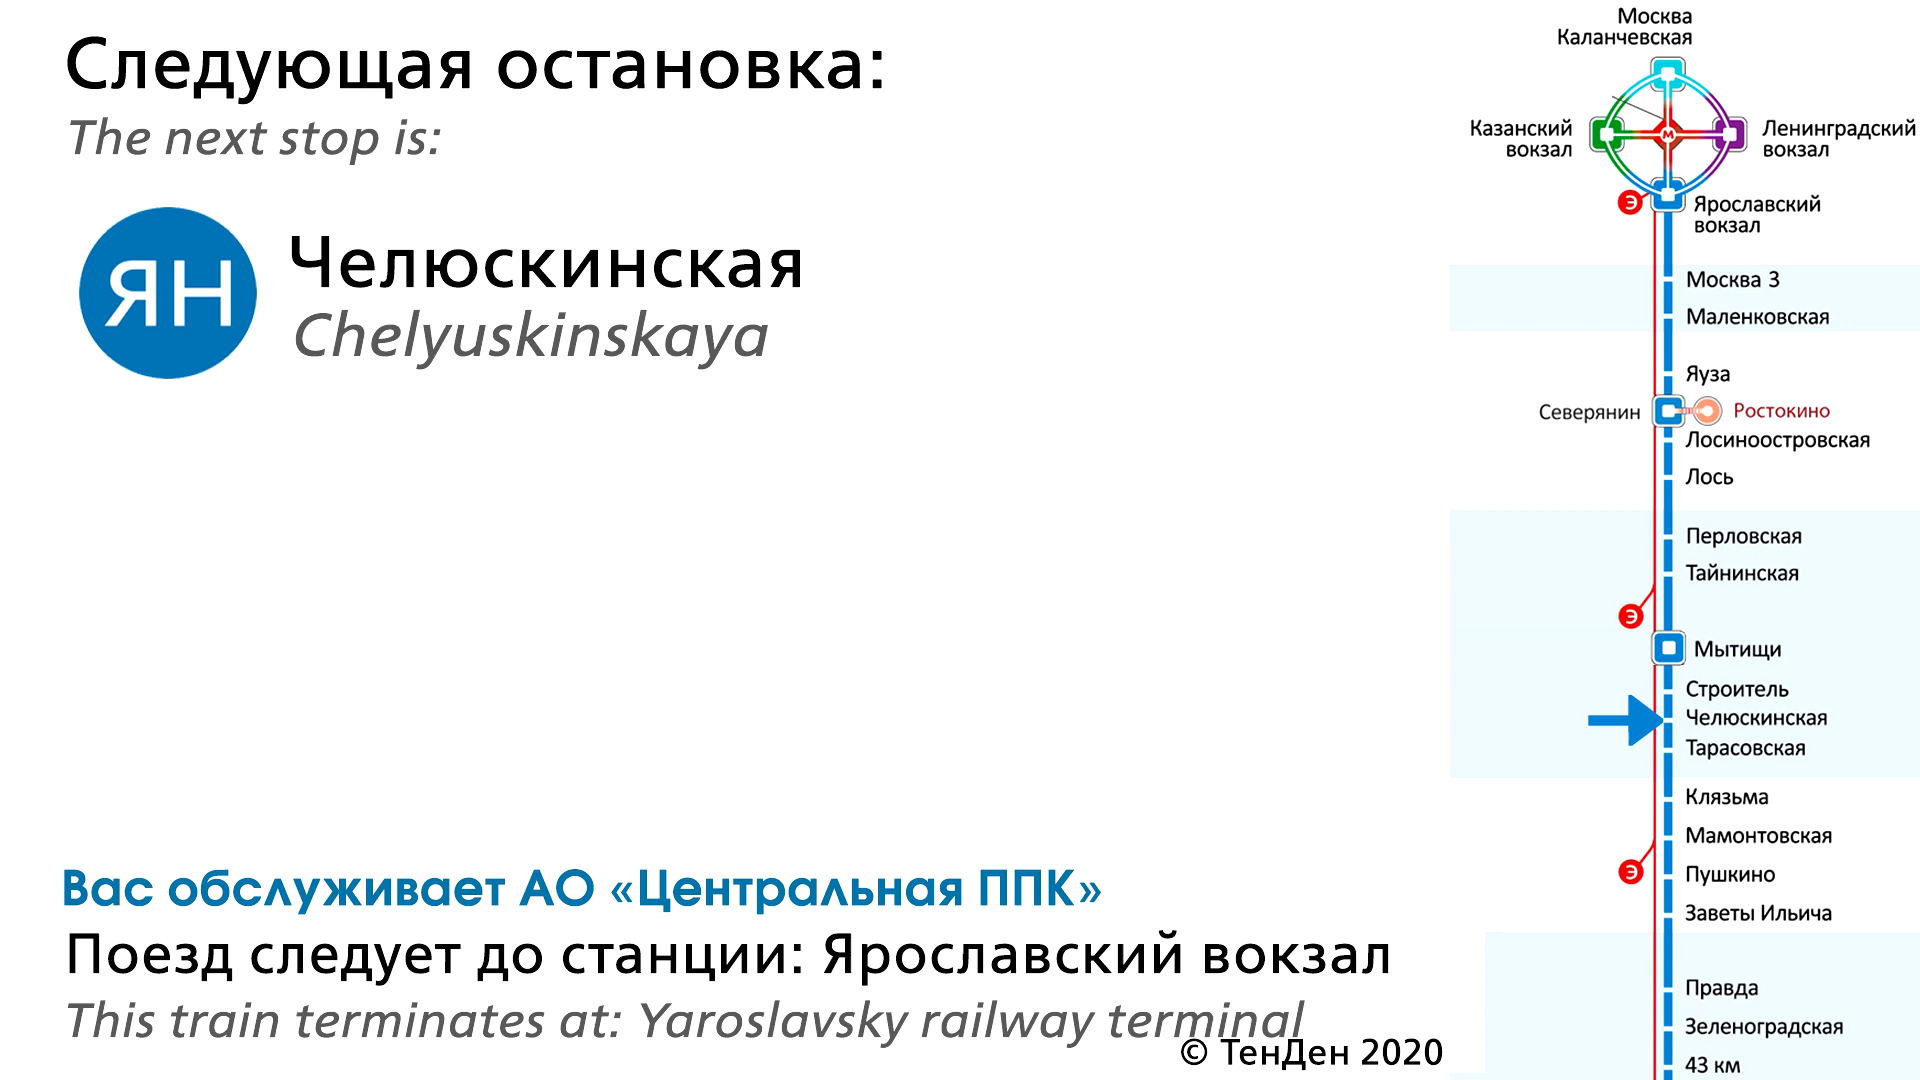 Следующая остановка:
The next stop is:
ЯН
Челюскинская
Chelyuskinskaya
Вас обслуживает АО «Центральная ППК»
Поезд следует до станции: Ярославский вокзал
This train terminates at: Yaroslavsky railway terminal
© ТенДен 2020
Москва
Каланчевская
Казанский
вокзал
М
Ленинградский
вокзал
Э
Ярославский
вокзал
Москва 3
Маленковская
Яуза
Северянин
Ростокино
Лосиноостровская
Лось
Перловская
Тайнинская
Э
Мытищи
Строитель
Челюскинская
Тарасовская
Клязьма
Мамонтовская
Э
Пушкино
Заветы Ильича
Правда
Зеленоградская
43 км